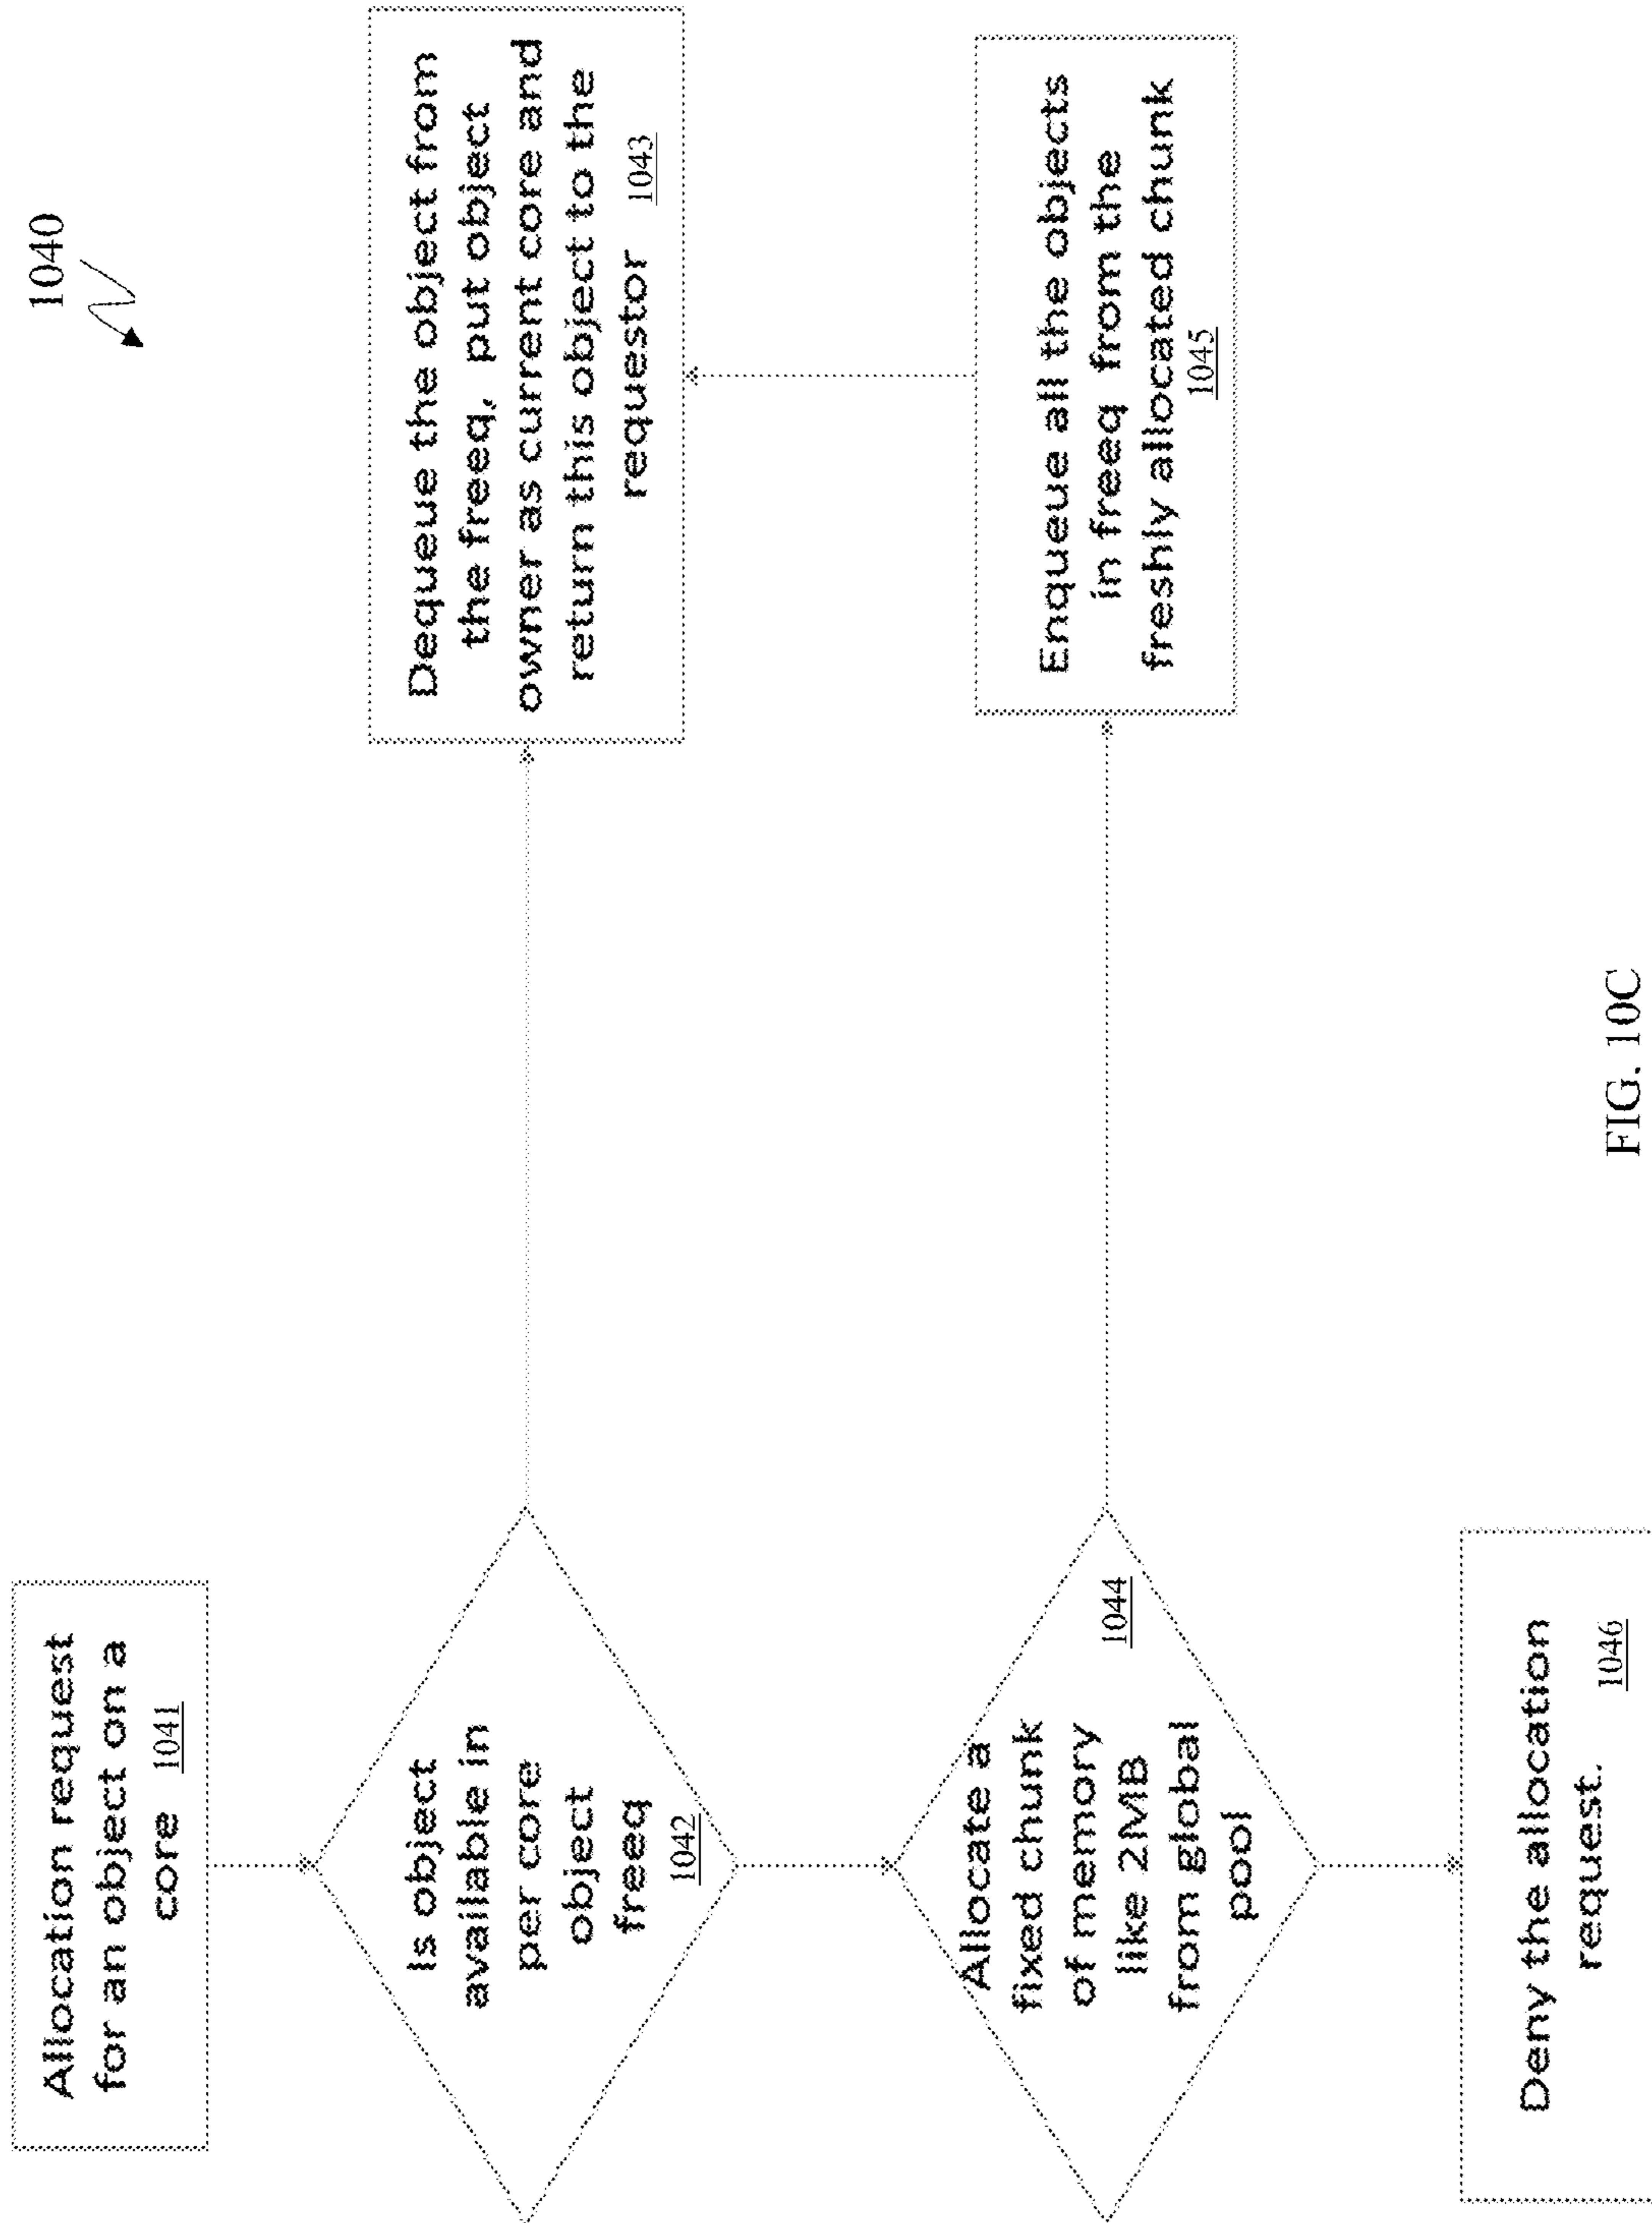 1040
Allocation request
for an object on a
core 1041
Is object
available in
per core
object
freeq
1042
Dequeue the object from
the freeq, put object
owner as current core and
return this object to the
requestor 1043
Allocate a
fixed chunk
of memory
like 2MB
from global
pool
1044
Enqueue all the objects
in freeq from the
freshly allocated chunk
1045
Deny the allocation
request.
1046
FIG. 10C